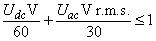 U_dc V / 60 + U_ac V r.m.s. / 30 ≤ 1